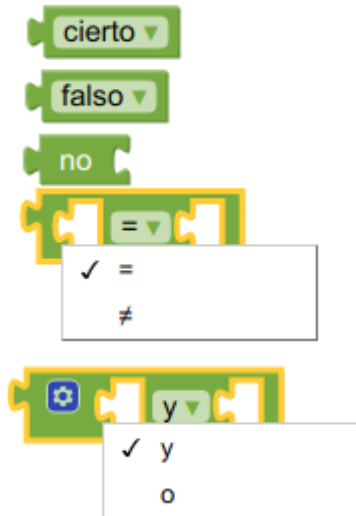 cierto ▾
falso ▾
no
= ▾
✓ =
≠
y ▾
✓ y
o